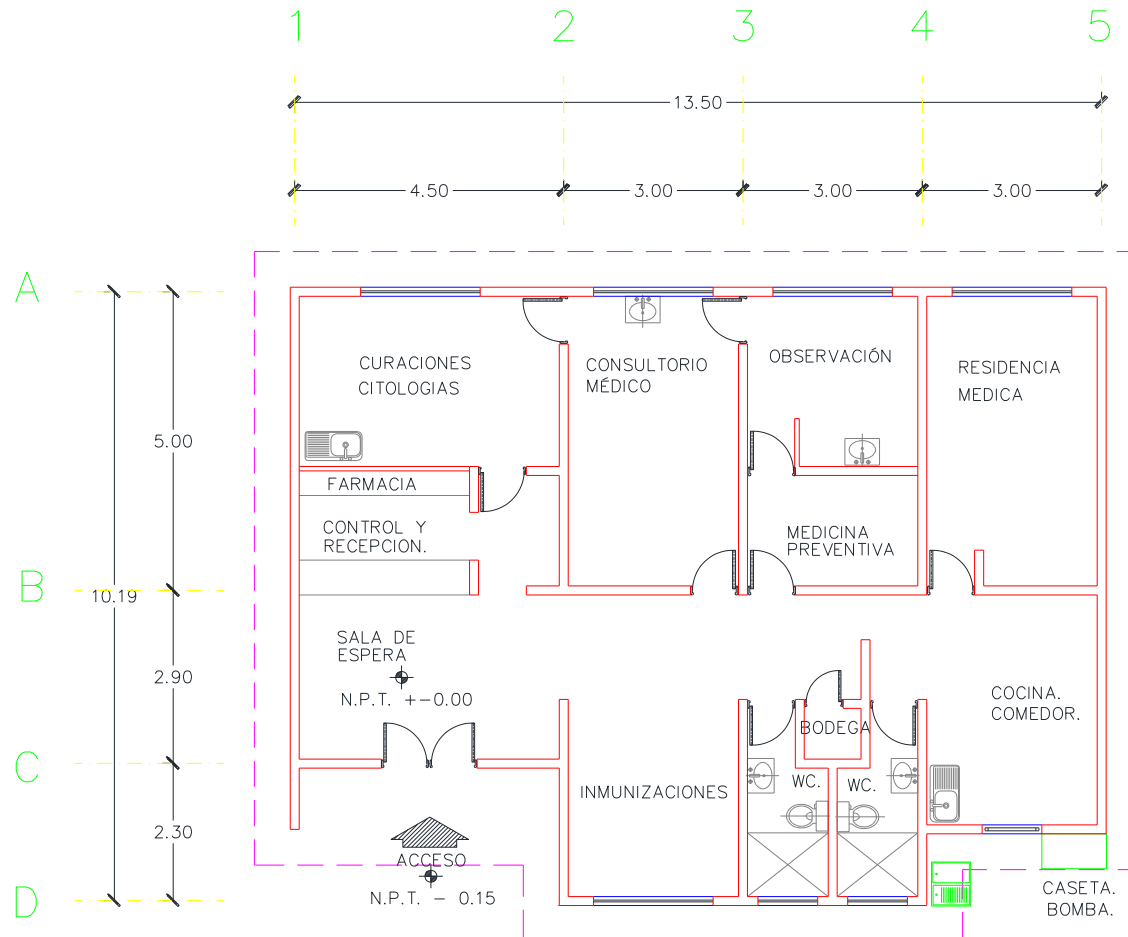 1 2 3 4 5
13.50
4.50 3.00 3.00 3.00
A
B
C
D
10.19
5.00
2.90
2.30
CURACIONES
CITOLOGIAS
CONSULTORIO
MÉDICO
OBSERVACIÓN
RESIDENCIA
MEDICA
FARMACIA
CONTROL Y
RECEPCION.
MEDICINA
PREVENTIVA
SALA DE
ESPERA
N.P.T. +-0.00
BODEGA
COCINA.
COMEDOR.
INMUNIZACIONES
WC.
WC.
ACCESO
N.P.T. - 0.15
CASETA.
BOMBA.